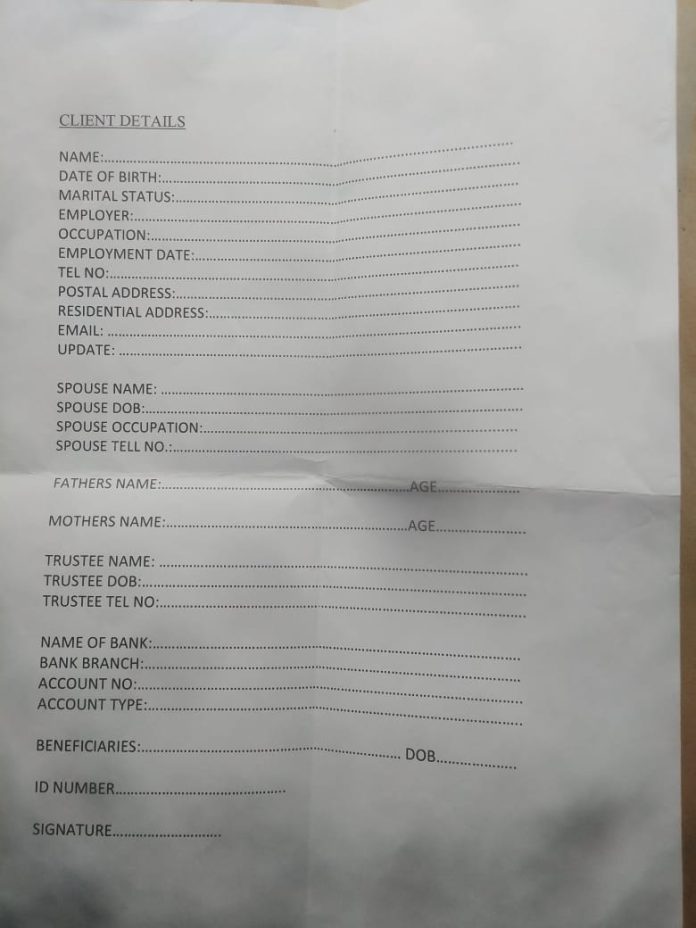 CLIENT DETAILS
NAME:..........................................................................................
DATE OF BIRTH:..............................................................................
MARITAL STATUS:..........................................................................
EMPLOYER:....................................................................................
OCCUPATION:................................................................................
EMPLOYMENT DATE:......................................................................
TEL NO:.........................................................................................
POSTAL ADDRESS:..........................................................................
RESIDENTIAL ADDRESS:..................................................................
EMAIL: ..........................................................................................
UPDATE: ........................................................................................
SPOUSE NAME: ..............................................................................
SPOUSE DOB:.................................................................................
SPOUSE OCCUPATION:....................................................................
SPOUSE TELL NO.:...........................................................................
FATHERS NAME:..............................................................AGE....................
MOTHERS NAME:............................................................AGE......................
TRUSTEE NAME: ..............................................................................
TRUSTEE DOB:.................................................................................
TRUSTEE TEL NO:.............................................................................
NAME OF BANK:..............................................................................
BANK BRANCH:................................................................................
ACCOUNT NO:.................................................................................
ACCOUNT TYPE:...............................................................................
BENEFICIARIES:................................................................ DOB....................
ID NUMBER...........................................
SIGNATURE...........................